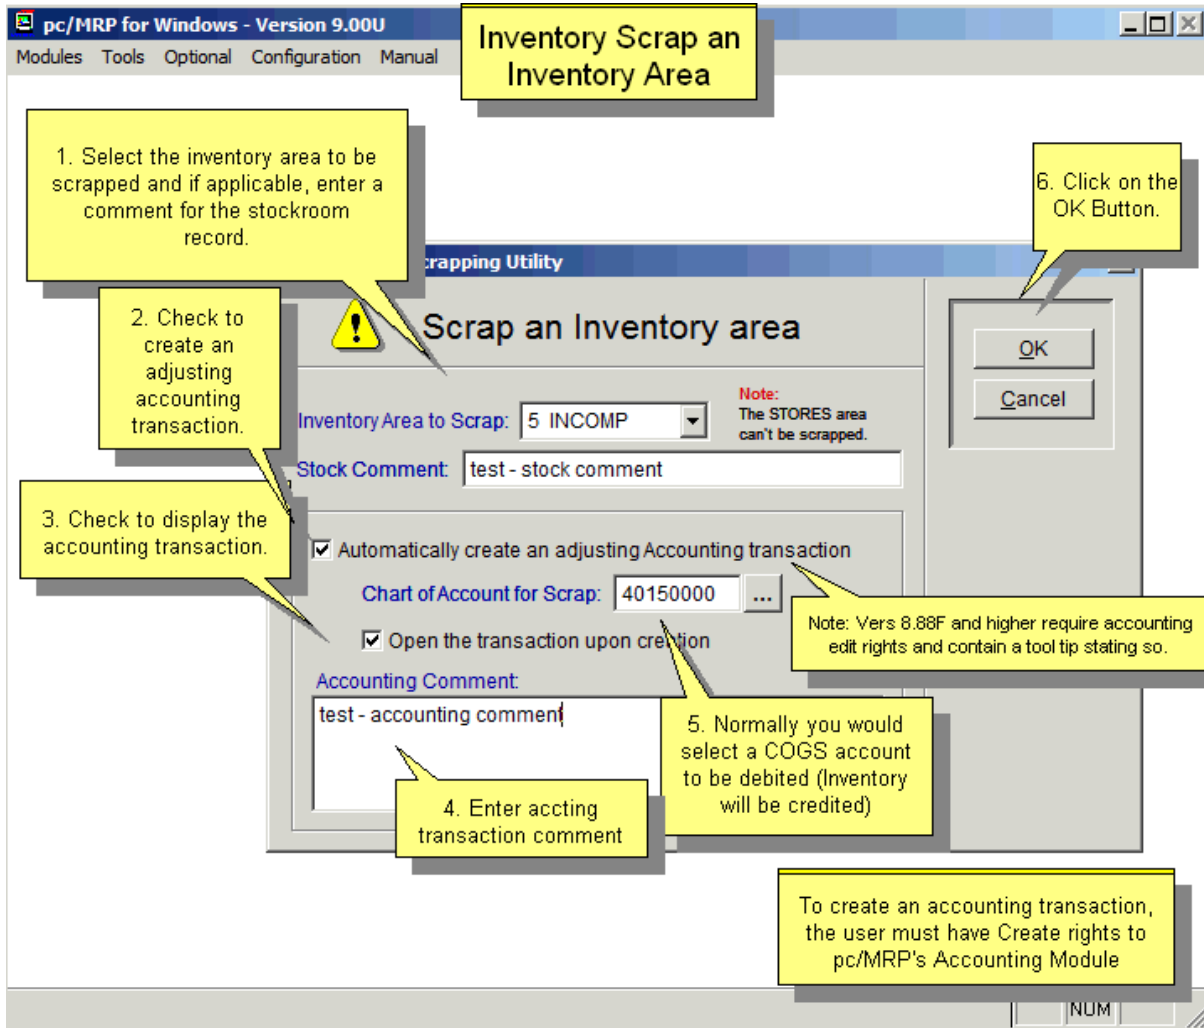 pc/MRP for Windows - Version 9.00U
Modules Tools Optional Configuration Manual
Inventory Scrap an
Inventory Area
1. Select the inventory area to be
scrapped and if applicable, enter a
comment for the stockroom
record.
6. Click on the
OK Button.
Scrapping Utility
2. Check to
create an
adjusting
accounting
transaction.
Scrap an Inventory area
OK
Cancel
Inventory Area to Scrap: 5 INCOMP
Note:
The STORES area
can't be scrapped.
Stock Comment: test - stock comment
3. Check to display the
accounting transaction.
Automatically create an adjusting Accounting transaction
Chart of Account for Scrap: 40150000 ...
Note: Vers 8.88F and higher require accounting
edit rights and contain a tool tip stating so.
Open the transaction upon creation
Accounting Comment:
test - accounting comment
5. Normally you would
select a COGS account
to be debited (Inventory
will be credited)
4. Enter accting
transaction comment
To create an accounting transaction,
the user must have Create rights to
pc/MRP's Accounting Module
NUM